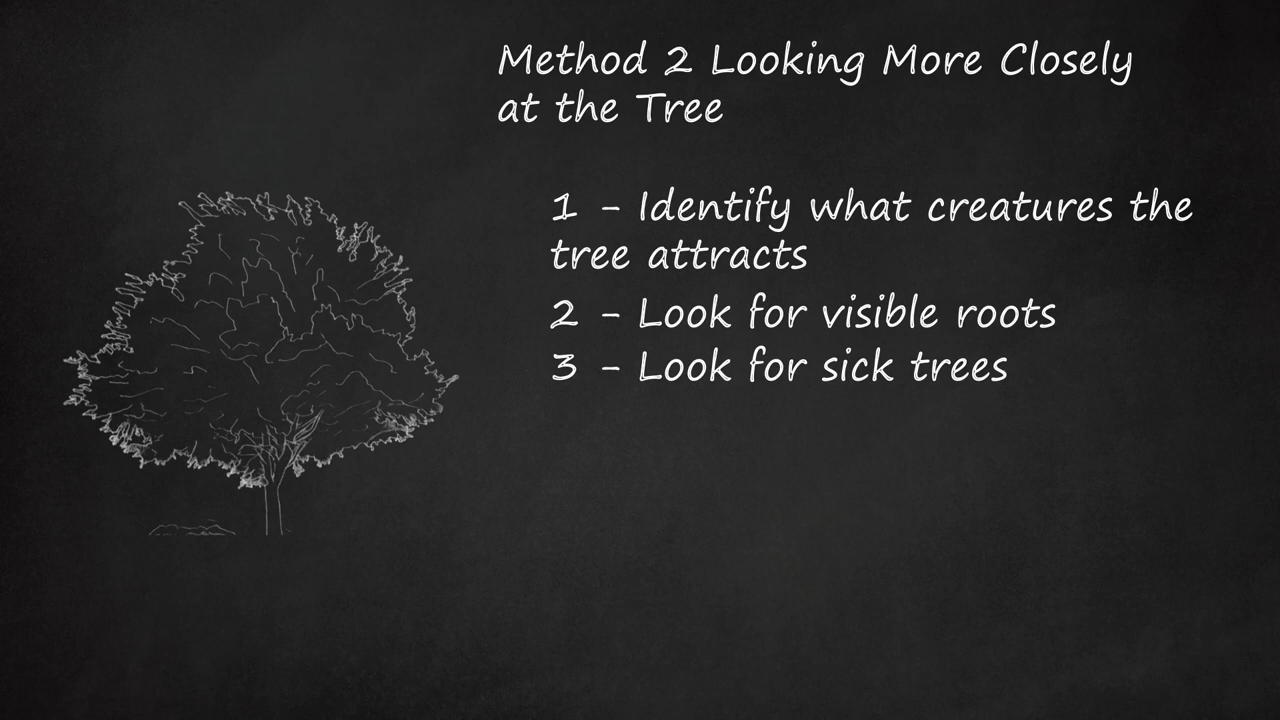 Method 2 Looking More Closely
at the Tree
1 - Identify what creatures the
tree attracts
2 - Look for visible roots
3 - Look for sick trees